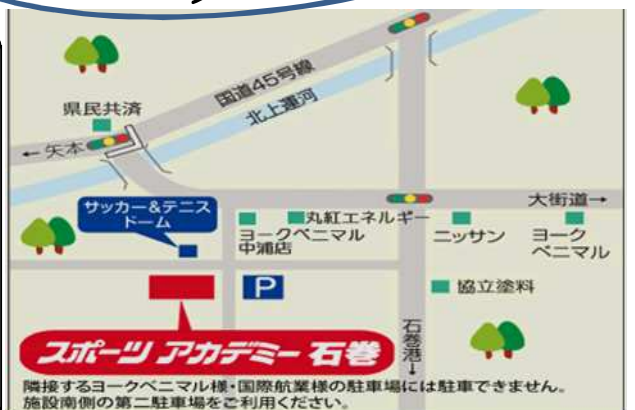 国道45号線
北上運河
県民共済
←矢本
サッカー&テニス
ドーム
大街道→
丸紅エネルギー
ヨークベニマル
中浦店
ニッサン
ヨーク
ベニマル
P
協立塗料
石巻港↓
スポーツ アカデミー 石巻
隣接するヨークベニマル様・国際航業様の駐車場には駐車できません。
施設南側の第二駐車場をご利用ください。